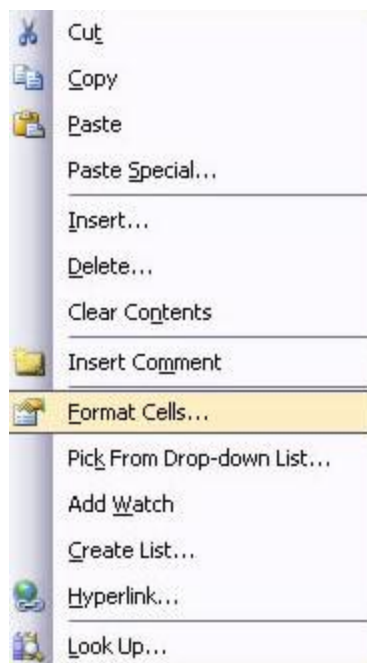 Cut
Copy
Paste
Paste Special...
Insert...
Delete...
Clear Contents
Insert Comment
Format Cells...
Pick From Drop-down List...
Add Watch
Create List...
Hyperlink...
Look Up...